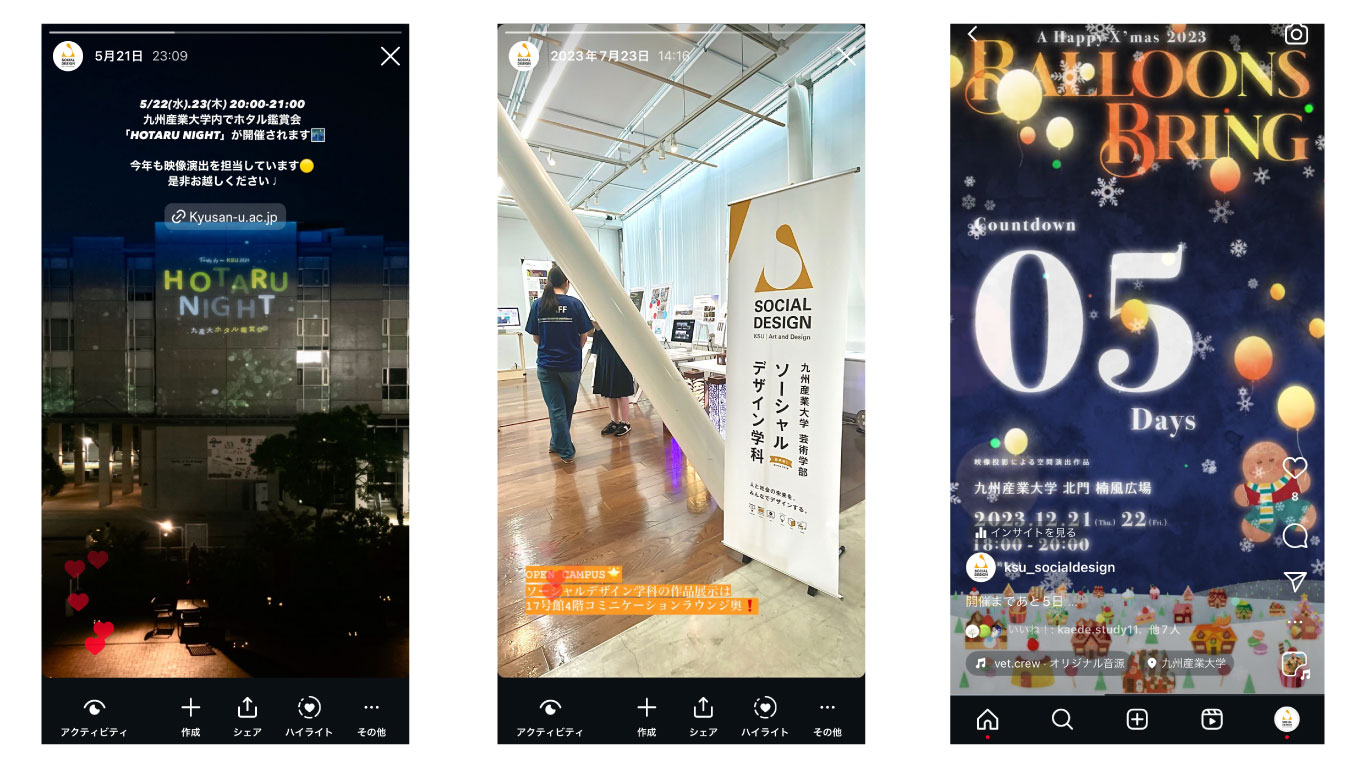 SOCIAL
DESIGN
5月21日 23:09
5/22(水).23(木) 20:00-21:00
九州産業大学内でホタル鑑賞会
「HOTARU NIGHT」が開催されます
今年も映像演出を担当しています
是非お越しください♩
Kyusan-u.ac.jp
HOTARU
NIGHT
九産大ホタル鑑賞会
アクティビティ
作成
シェア
ハイライト
その他
SOCIAL
DESIGN
2023年7月23日 14:16
SOCIAL
DESIGN
KSU | Art and Design
九州産業大学 芸術学部
ソーシャル
デザイン学科
人と社会の未来を、
みんなでデザインする。
OPEN CAMPUS
ソーシャルデザイン学科の作品展示は
17号館4階コミニケーションラウンジ奥❗
アクティビティ
作成
シェア
ハイライト
その他
A Happy X'mas 2023
BALLOONS
BRING
Countdown
05
Days
映像投影による空間演出作品
九州産業大学 北門 楠風広場
2023.12.21(Thu.) 22(Fri.)
インサイトを見る
18:00 - 20:00
8
SOCIAL
DESIGN
ksu_socialdesign
開催まであと5日 ...
いいね！: kaede.study11、他7人
vet.crew · オリジナル音源
九州産業大学